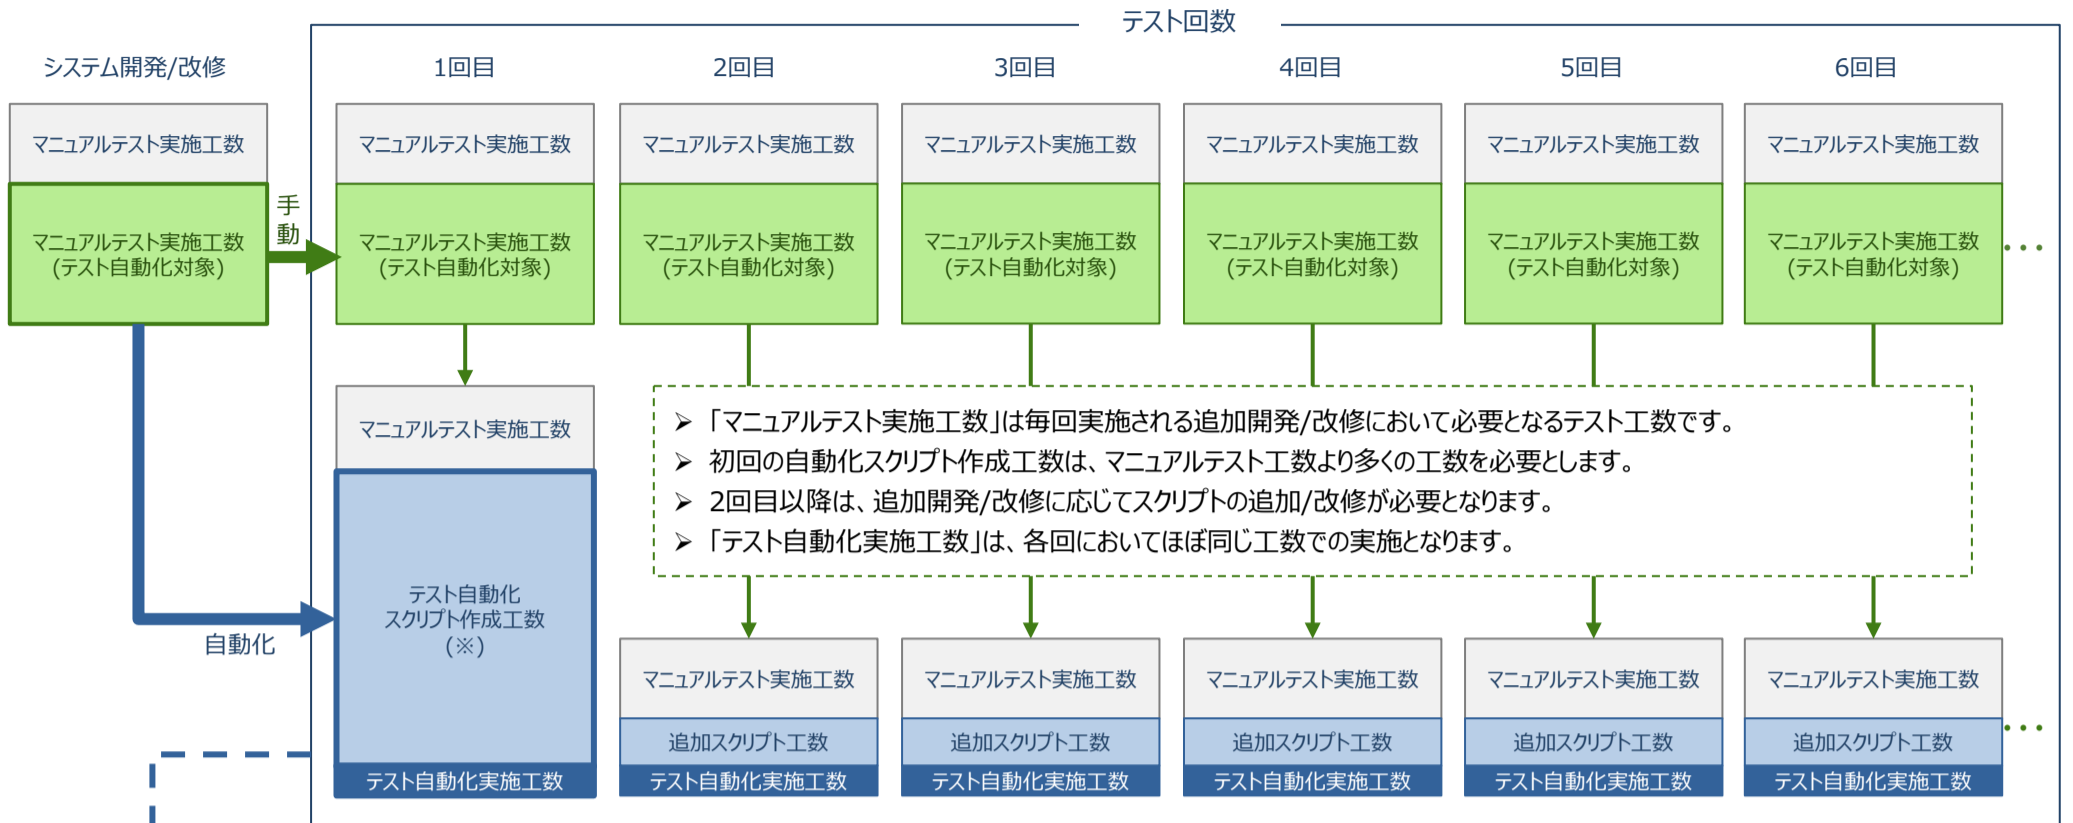 テスト回数
システム開発/改修
1回目
2回目
3回目
4回目
5回目
6回目
マニュアルテスト実施工数
マニュアルテスト実施工数
マニュアルテスト実施工数
マニュアルテスト実施工数
マニュアルテスト実施工数
マニュアルテスト実施工数
マニュアルテスト実施工数
マニュアルテスト実施工数
(テスト自動化対象)
手
動
マニュアルテスト実施工数
(テスト自動化対象)
マニュアルテスト実施工数
(テスト自動化対象)
マニュアルテスト実施工数
(テスト自動化対象)
マニュアルテスト実施工数
(テスト自動化対象)
マニュアルテスト実施工数
(テスト自動化対象)
マニュアルテスト実施工数
(テスト自動化対象)
…
マニュアルテスト実施工数
➢ 「マニュアルテスト実施工数」は毎回実施される追加開発/改修において必要となるテスト工数です。
➢ 初回の自動化スクリプト作成工数は、マニュアルテスト工数より多くの工数を必要とします。
➢ 2回目以降は、追加開発/改修に応じてスクリプトの追加/改修が必要となります。
➢ 「テスト自動化実施工数」は、各回においてほぼ同じ工数での実施となります。
自動化
テスト自動化
スクリプト作成工数
(※)
テスト自動化実施工数
マニュアルテスト実施工数
追加スクリプト工数
テスト自動化実施工数
マニュアルテスト実施工数
追加スクリプト工数
テスト自動化実施工数
マニュアルテスト実施工数
追加スクリプト工数
テスト自動化実施工数
マニュアルテスト実施工数
追加スクリプト工数
テスト自動化実施工数
マニュアルテスト実施工数
追加スクリプト工数
テスト自動化実施工数
…